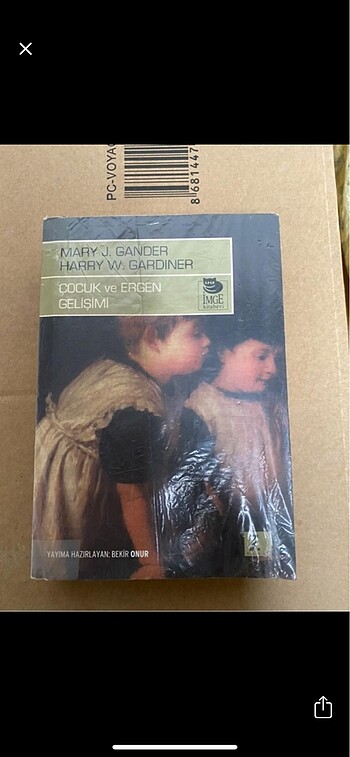 PC-VOYAG
8 681447
MARY J. GANDER
HARRY W. GARDINER
ÇOCUK ve ERGEN
GELİŞİMİ
İMGE
kitabevi
YAYIMA HAZIRLAYAN: BEKİR ONUR